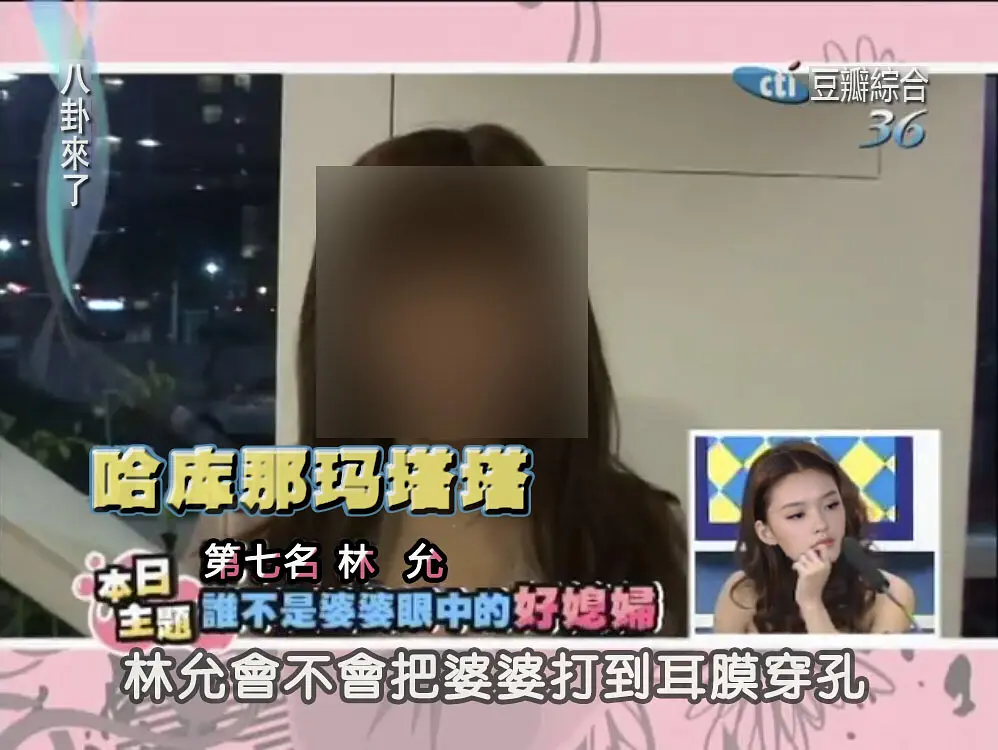 八卦來了
cti 豆瓣綜合
36
哈库那玛㙮㙮
第七名 林 允
本日主題
誰不是婆婆眼中的好媳婦
林允會不會把婆婆打到耳膜穿孔